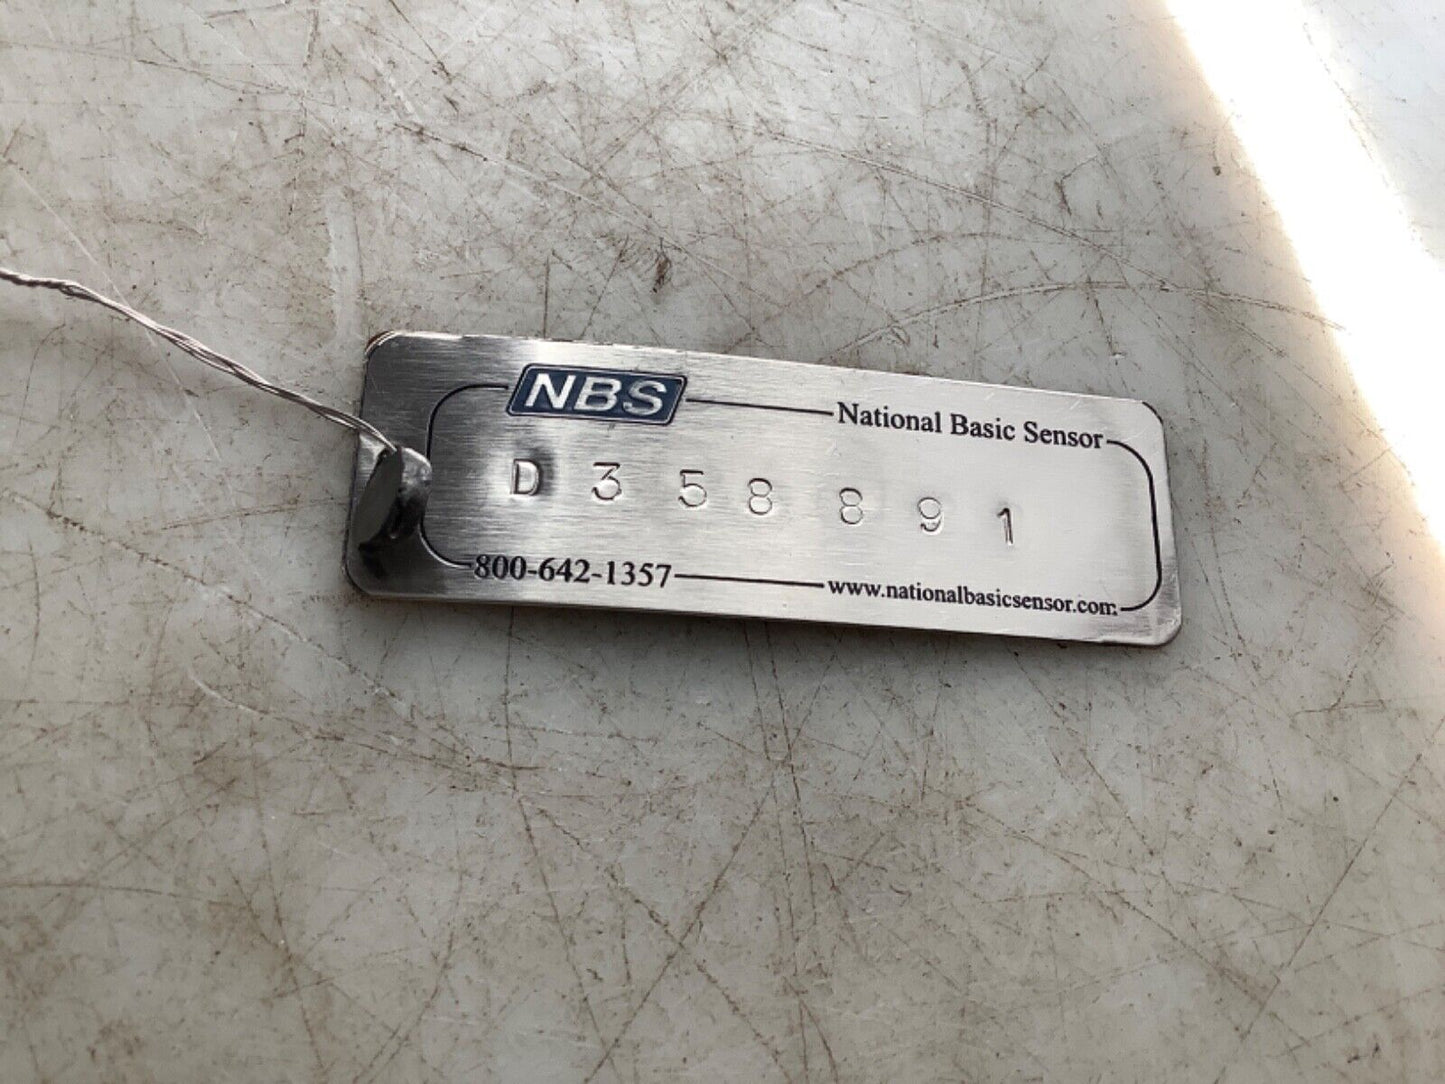 NBS National Basic Sensor
D 3 5 8 8 9 1
800-642-1357 www.nationalbasicsensor.com